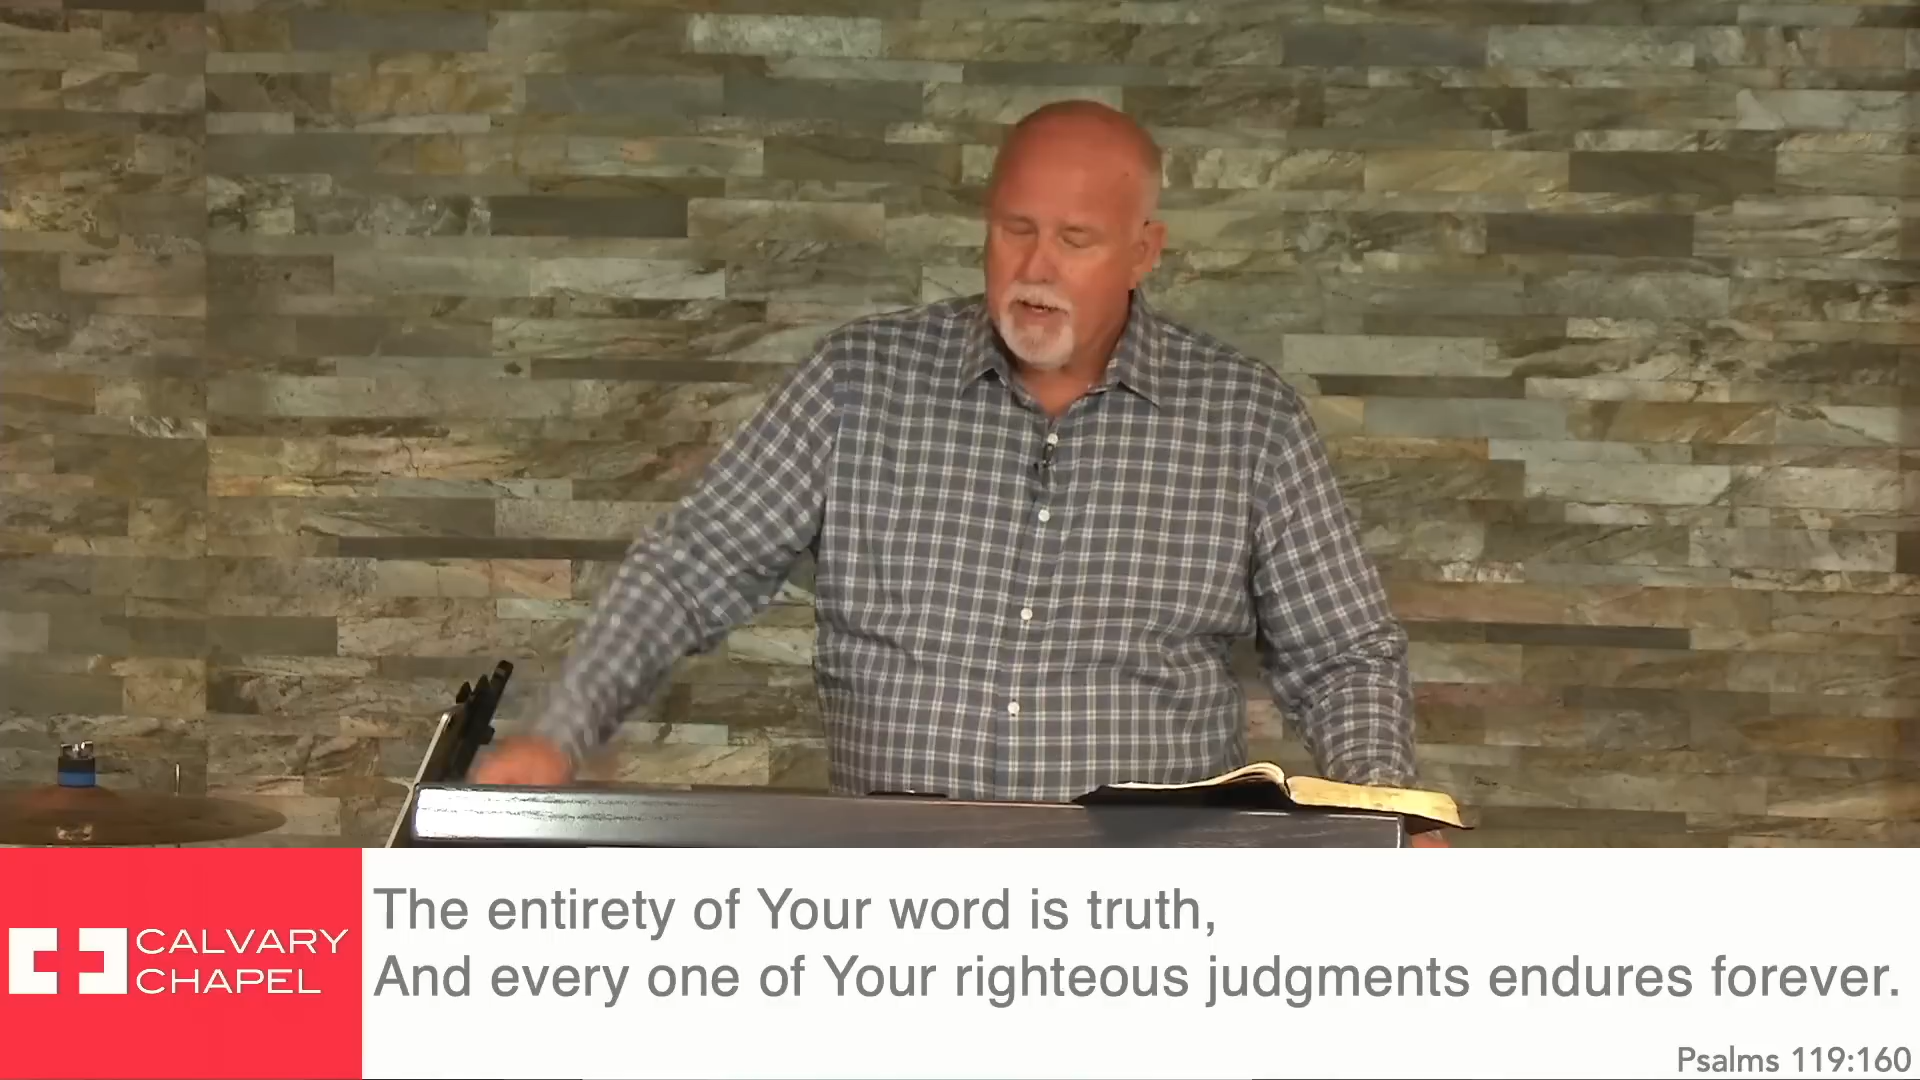 CALVARY
CHAPEL
The entirety of Your word is truth,
And every one of Your righteous judgments endures forever.
Psalms 119:160